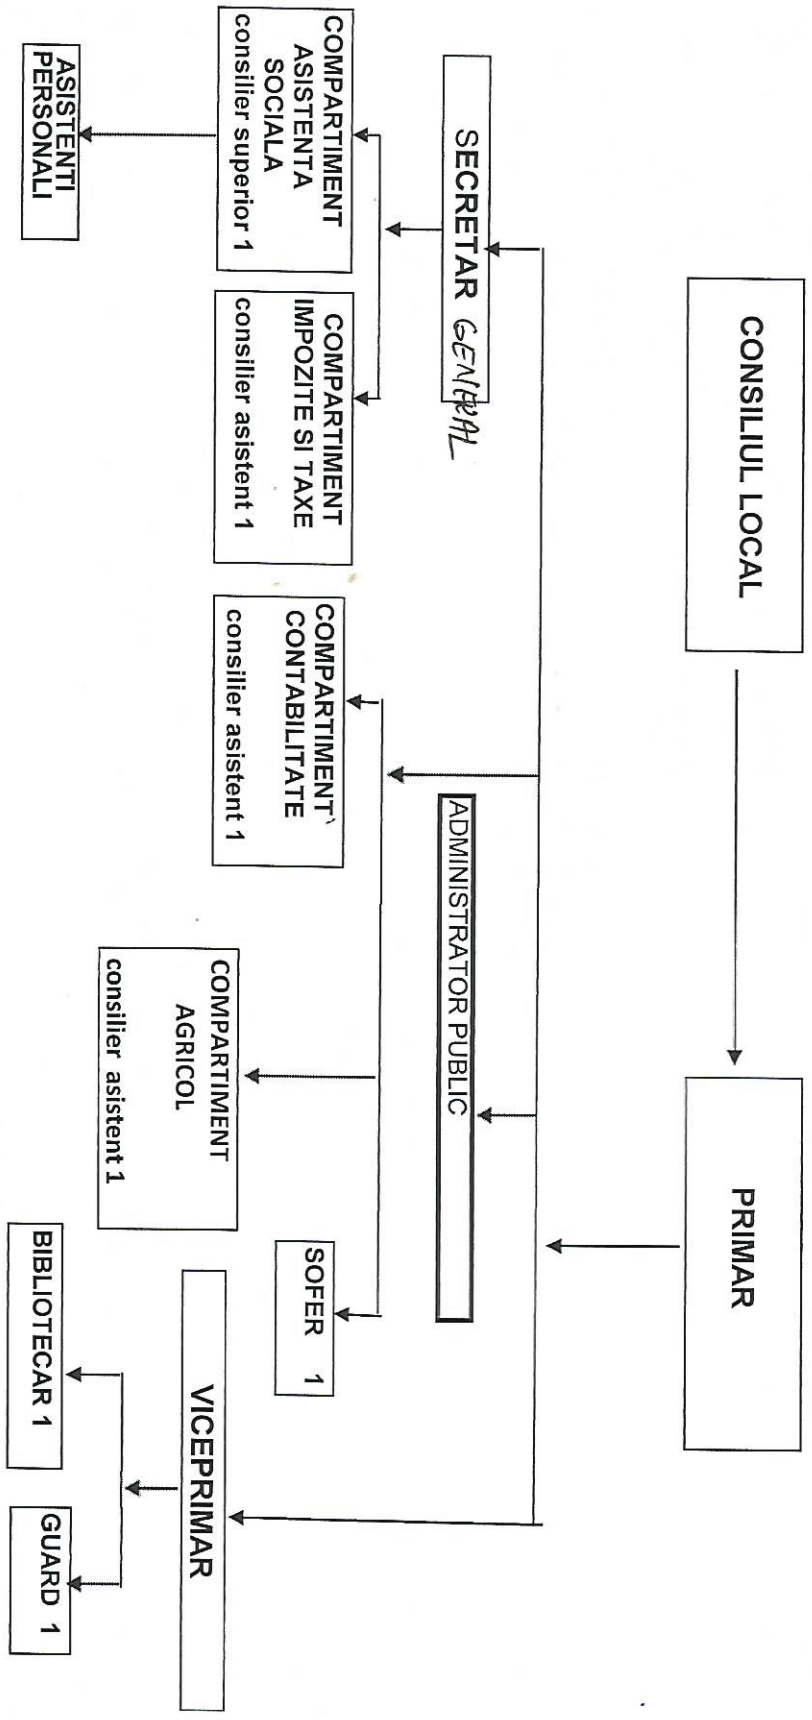 CONSILIUL LOCAL
PRIMAR
SECRETAR GENERAL
ADMINISTRATOR PUBLIC
COMPARTIMENT
ASISTENTA
SOCIALA
consilier superior 1
COMPARTIMENT
IMPOZITE SI TAXE
consilier asistent 1
COMPARTIMENT
CONTABILITATE
consilier asistent 1
COMPARTIMENT
AGRICOL
consilier asistent 1
SOFER 1
VICEPRIMAR
ASISTENTI
PERSONALI
BIBLIOTECAR 1
GUARD 1